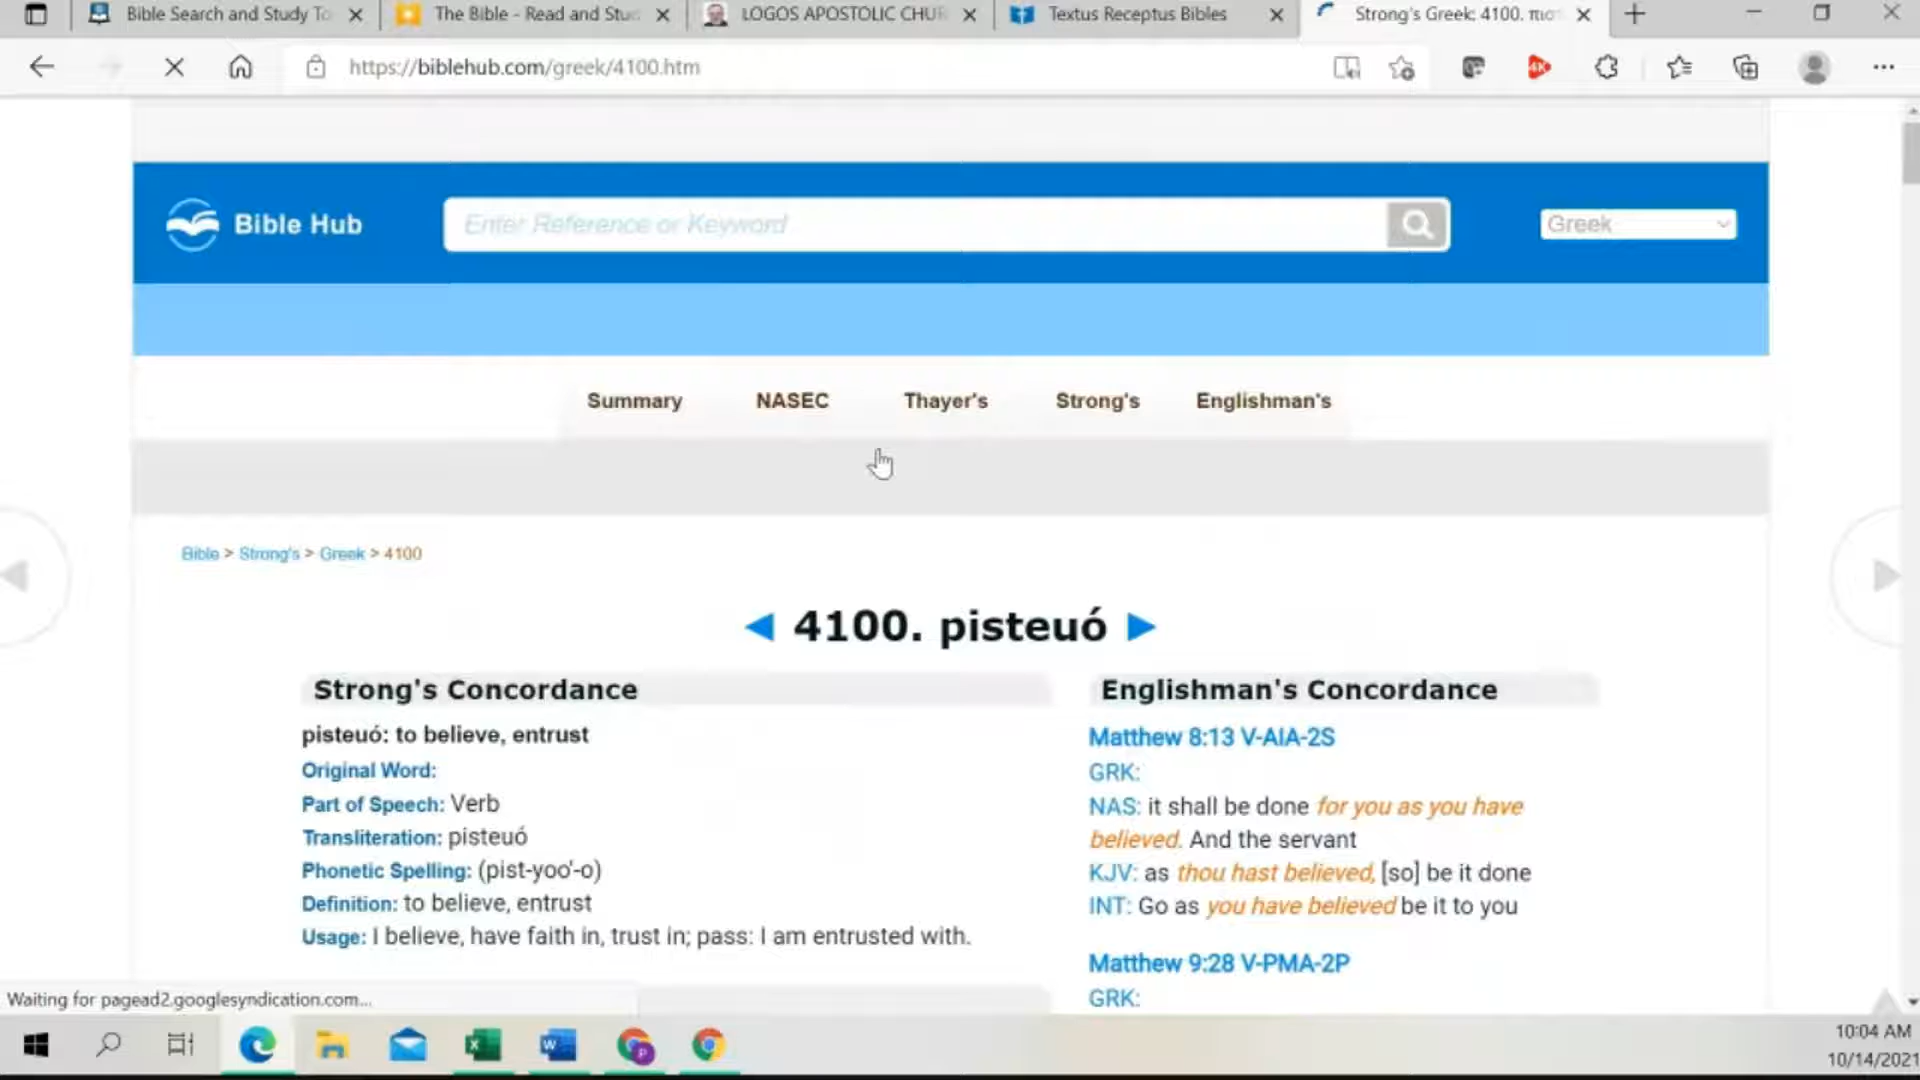 Bible Search and Study To
The Bible - Read and Stu
LOGOS APOSTOLIC CHUR
Textus Receptus Bibles
Strong's Greek: 4100. πισ
https://biblehub.com/greek/4100.htm
4K
Bible Hub
Enter Reference or Keyword
Greek
Summary
NASEC
Thayer's
Strong's
Englishman's
Bible > Strong's > Greek > 4100
◄ 4100. pisteuó ►
Strong's Concordance
pisteuó: to believe, entrust
Original Word:
Part of Speech: Verb
Transliteration: pisteuó
Phonetic Spelling: (pist-yoo'-o)
Definition: to believe, entrust
Usage: I believe, have faith in, trust in; pass: I am entrusted with.
Englishman's Concordance
Matthew 8:13 V-AIA-2S
GRK:
NAS: it shall be done for you as you have
believed. And the servant
KJV: as thou hast believed, [so] be it done
INT: Go as you have believed be it to you
Matthew 9:28 V-PMA-2P
GRK:
Waiting for pagead2.googlesyndication.com...
10:04 AM
10/14/2021